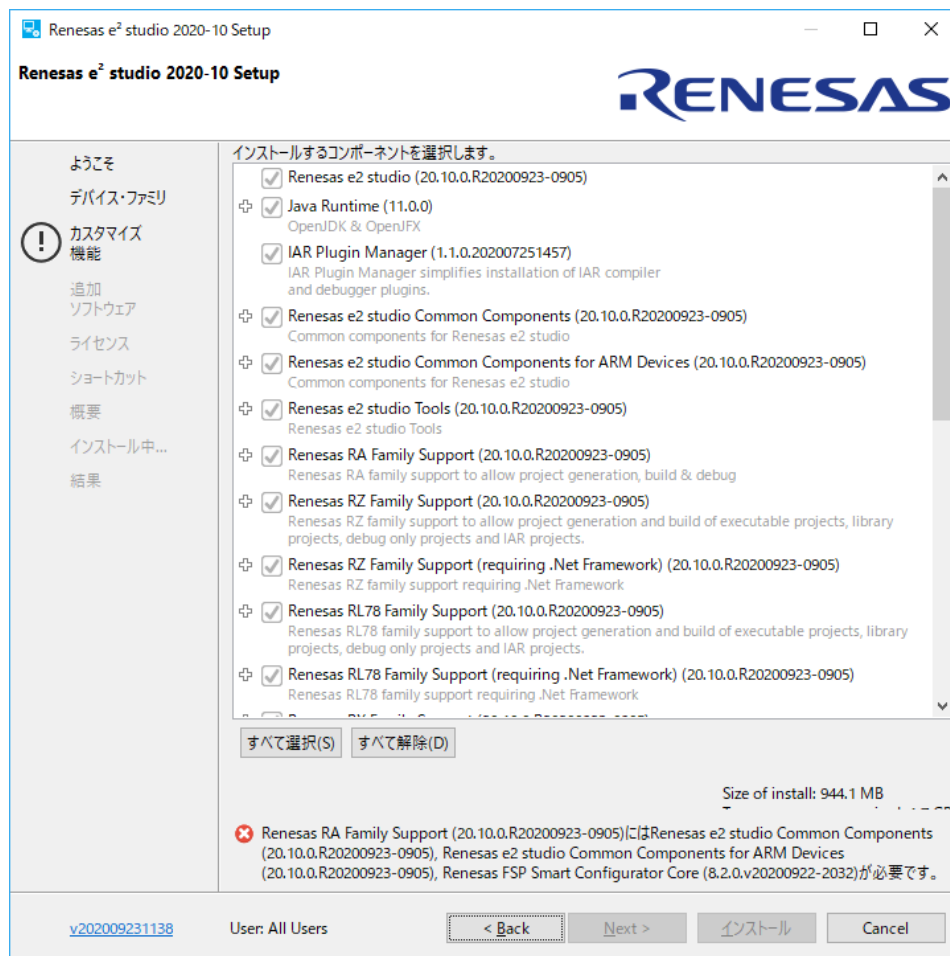 Renesas e² studio 2020-10 Setup
Renesas e² studio 2020-10 Setup
RENESAS
ようこそ
デバイス・ファミリ
カスタマイズ
機能
追加
ソフトウェア
ライセンス
ショートカット
概要
インストール中...
結果
インストールするコンポーネントを選択します。
Renesas e2 studio (20.10.0.R20200923-0905)
Java Runtime (11.0.0)
OpenJDK & OpenJFX
IAR Plugin Manager (1.1.0.202007251457)
IAR Plugin Manager simplifies installation of IAR compiler
and debugger plugins.
Renesas e2 studio Common Components (20.10.0.R20200923-0905)
Common components for Renesas e2 studio
Renesas e2 studio Common Components for ARM Devices (20.10.0.R20200923-0905)
Common components for Renesas e2 studio
Renesas e2 studio Tools (20.10.0.R20200923-0905)
Renesas e2 studio Tools
Renesas RA Family Support (20.10.0.R20200923-0905)
Renesas RA family support to allow project generation, build & debug
Renesas RZ Family Support (20.10.0.R20200923-0905)
Renesas RZ family support to allow project generation and build of executable projects, library
projects, debug only projects and IAR projects.
Renesas RZ Family Support (requiring .Net Framework) (20.10.0.R20200923-0905)
Renesas RZ family support requiring .Net Framework
Renesas RL78 Family Support (20.10.0.R20200923-0905)
Renesas RL78 family support to allow project generation and build of executable projects, library
projects, debug only projects and IAR projects.
Renesas RL78 Family Support (requiring .Net Framework) (20.10.0.R20200923-0905)
Renesas RL78 family support requiring .Net Framework
すべて選択(S) すべて解除(D)
Size of install: 944.1 MB
Renesas RA Family Support (20.10.0.R20200923-0905)にはRenesas e2 studio Common Components
(20.10.0.R20200923-0905), Renesas e2 studio Common Components for ARM Devices
(20.10.0.R20200923-0905), Renesas FSP Smart Configurator Core (8.2.0.v20200922-2032)が必要です。
v202009231138 User: All Users < Back Next > インストール Cancel